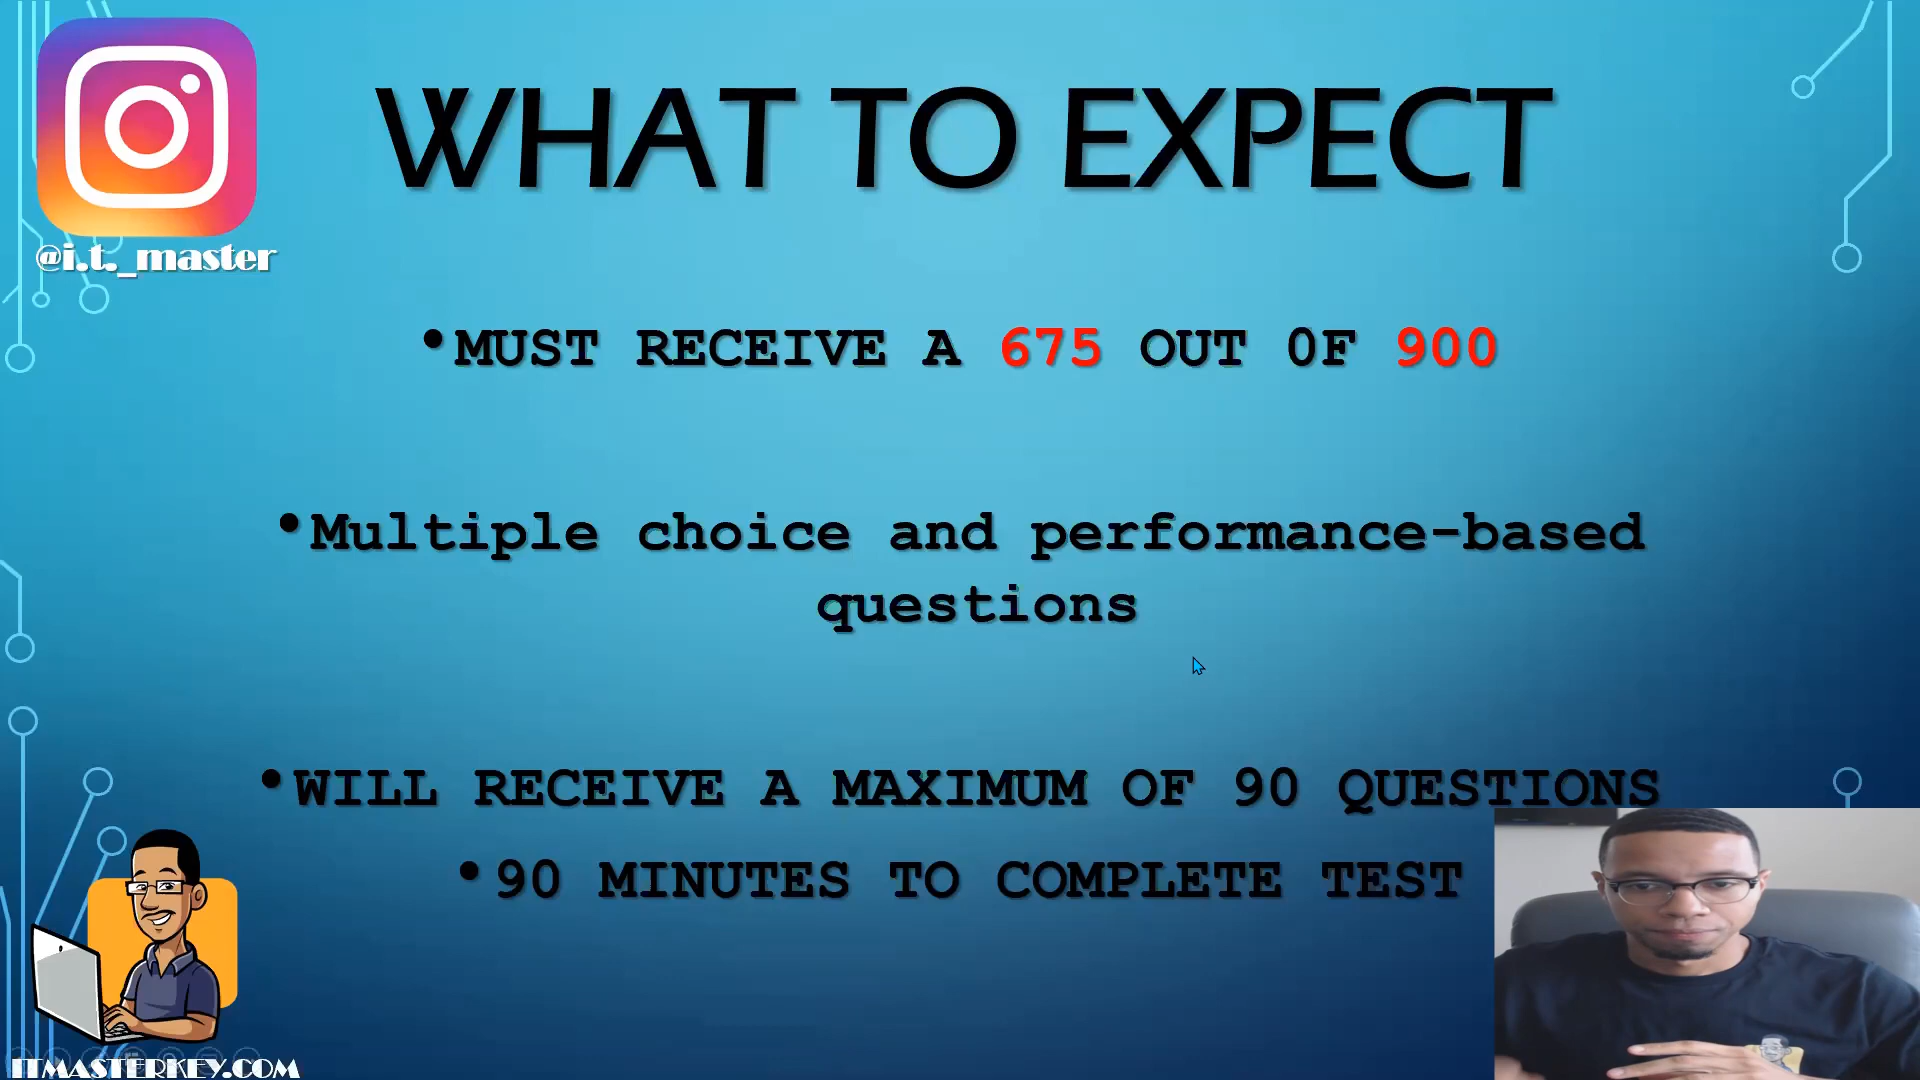 WHAT TO EXPECT
@i.t._master
•MUST RECEIVE A 675 OUT 0F 900
•Multiple choice and performance-based
questions
•WILL RECEIVE A MAXIMUM OF 90 QUESTIONS
•90 MINUTES TO COMPLETE TEST
ITMASTERKEY.COM